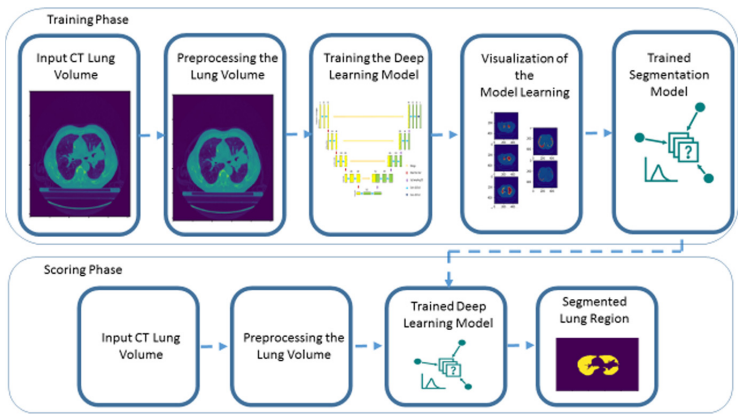 Training Phase
Input CT Lung
Volume
Preprocessing the
Lung Volume
Training the Deep
Learning Model
Visualization of
the
Model Learning
Trained
Segmentation
Model
?
Scoring Phase
Input CT Lung
Volume
Preprocessing the
Lung Volume
Trained Deep
Learning Model
?
Segmented
Lung Region